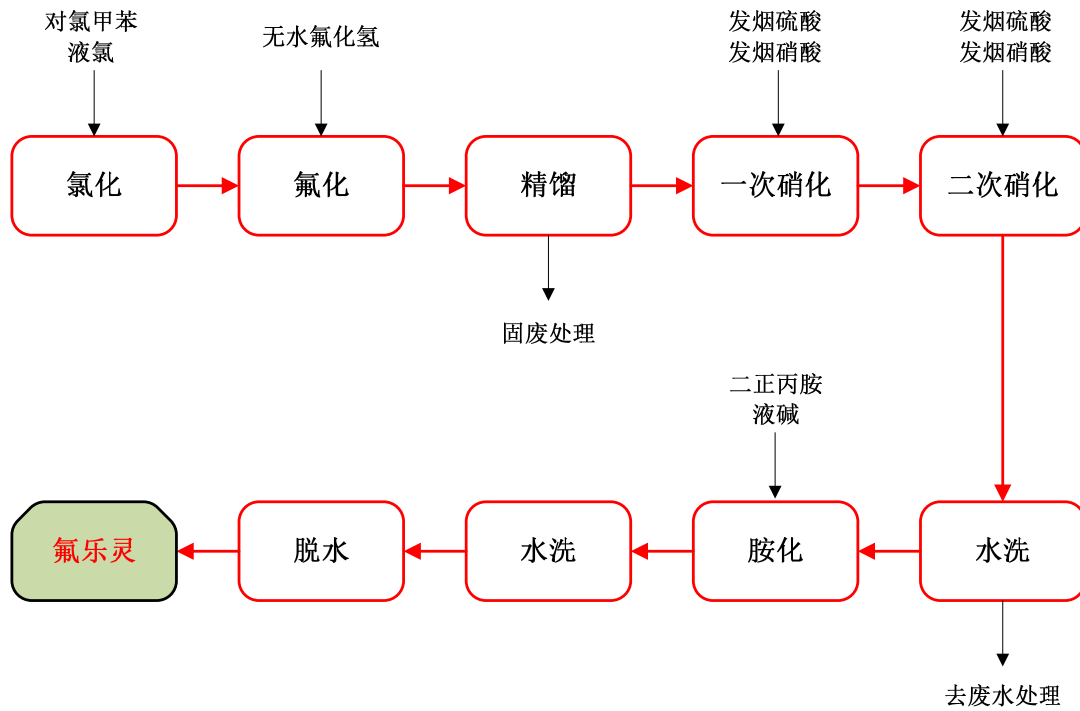 对氯甲苯
液氯
无水氟化氢
发烟硫酸
发烟硝酸
发烟硫酸
发烟硝酸
氯化
氟化
精馏
一次硝化
二次硝化
固废处理
二正丙胺
液碱
氟乐灵
脱水
水洗
胺化
水洗
去废水处理